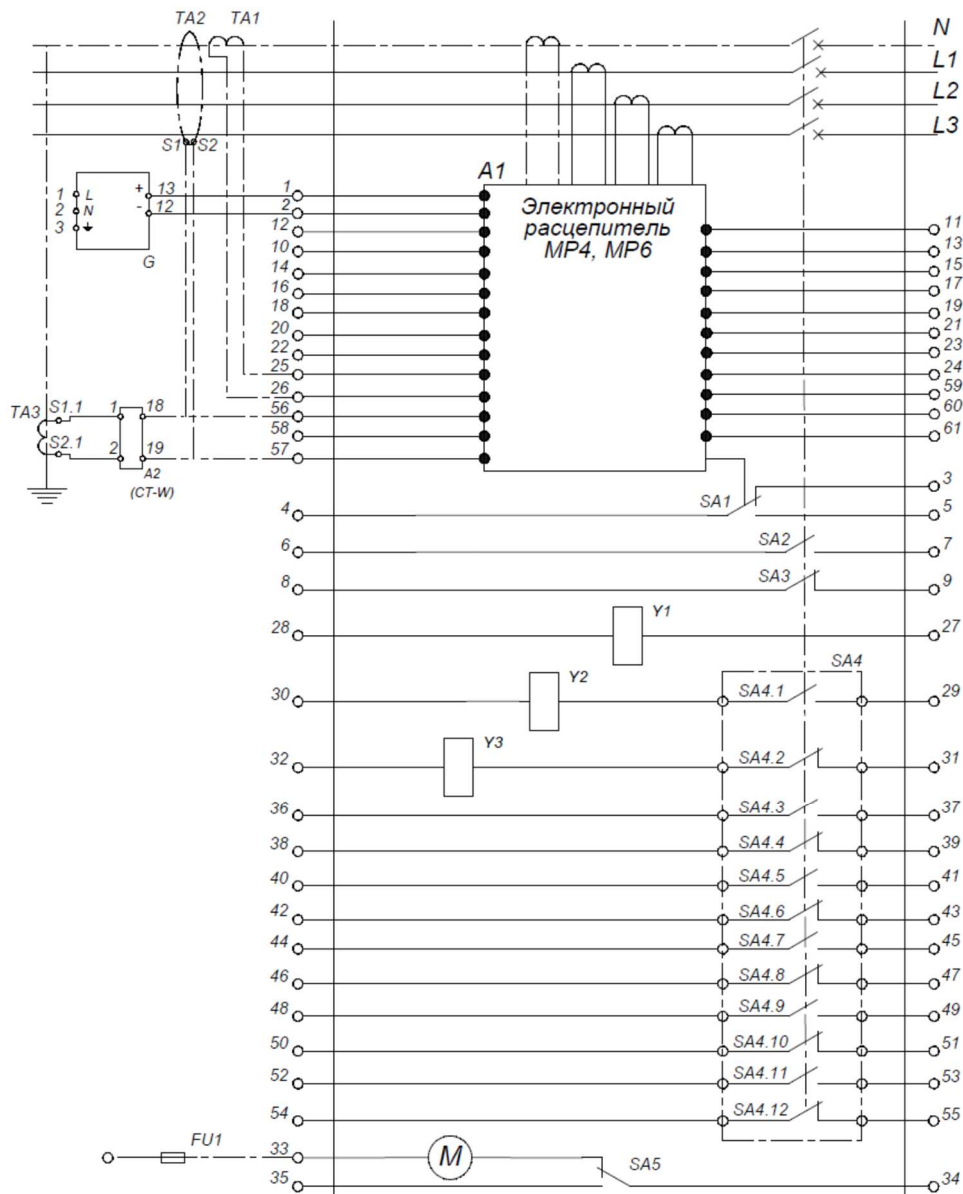 TA2 TA1 N
L1
L2
L3
S1 S2
A1
1 L + 13 1
2 N - 12 2
3
G
Электронный
расцепитель
MP4, MP6
12 11
10 13
14 15
16 17
18 19
20 21
22 23
25 24
26 59
56 60
58 61
57
TA3 S1.1 1 18
S2.1 2 19
A2
(CT-W)
3
4 SA1 5
6 SA2 7
8 SA3 9
28 Y1 27
SA4
30 Y2 SA4.1 29
32 Y3 SA4.2 31
36 SA4.3 37
38 SA4.4 39
40 SA4.5 41
42 SA4.6 43
44 SA4.7 45
46 SA4.8 47
48 SA4.9 49
50 SA4.10 51
52 SA4.11 53
54 SA4.12 55
FU1 33 M
35 SA5 34